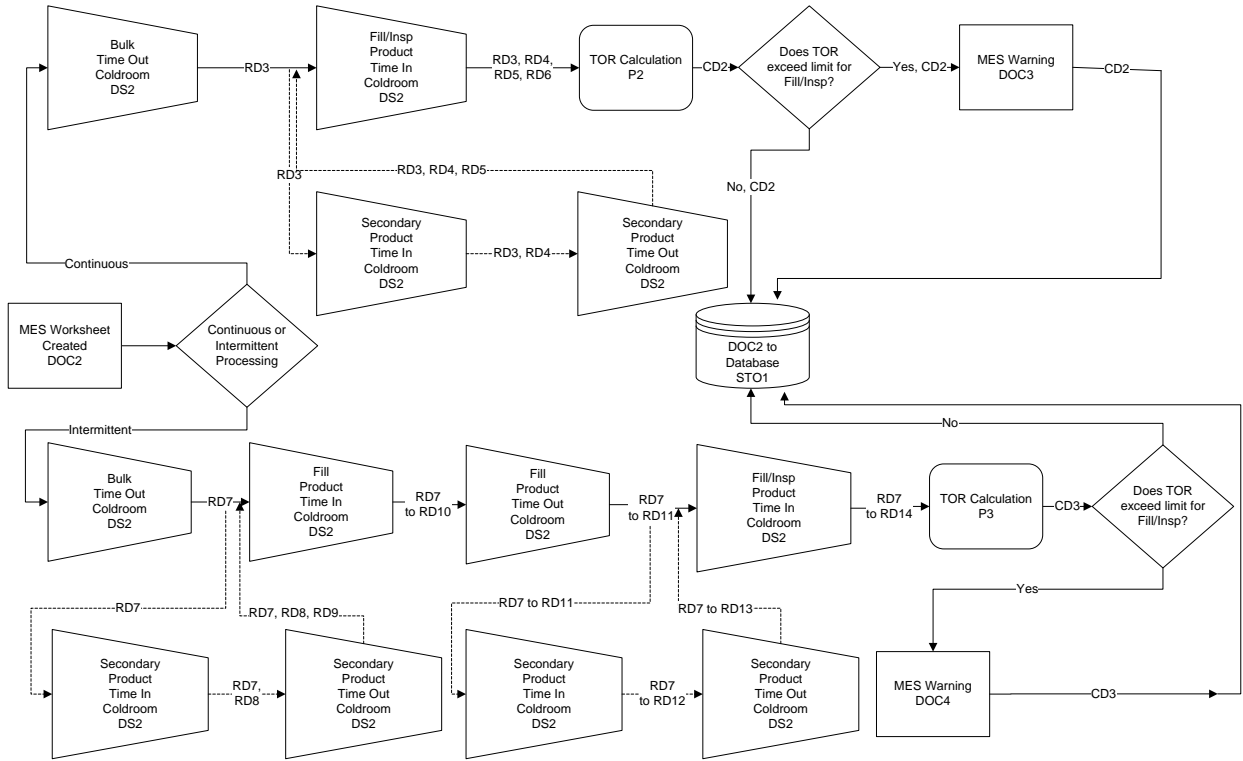 Bulk
Time Out
Coldroom
DS2
RD3
Fill/Insp
Product
Time In
Coldroom
DS2
RD3, RD4,
RD5, RD6
TOR Calculation
P2
CD2
Does TOR
exceed limit for
Fill/Insp?
Yes, CD2
MES Warning
DOC3
CD2
RD3
RD3, RD4, RD5
No, CD2
Secondary
Product
Time In
Coldroom
DS2
RD3, RD4
Secondary
Product
Time Out
Coldroom
DS2
Continuous
MES Worksheet
Created
DOC2
Continuous or
Intermittent
Processing
DOC2 to
Database
STO1
Intermittent
No
Bulk
Time Out
Coldroom
DS2
RD7
Fill
Product
Time In
Coldroom
DS2
RD7
to RD10
Fill
Product
Time Out
Coldroom
DS2
RD7
to RD11
Fill/Insp
Product
Time In
Coldroom
DS2
RD7
to RD14
TOR Calculation
P3
CD3
Does TOR
exceed limit for
Fill/Insp?
RD7
RD7, RD8, RD9
RD7 to RD11
RD7 to RD13
Yes
Secondary
Product
Time In
Coldroom
DS2
RD7,
RD8
Secondary
Product
Time Out
Coldroom
DS2
Secondary
Product
Time In
Coldroom
DS2
RD7
to RD12
Secondary
Product
Time Out
Coldroom
DS2
MES Warning
DOC4
CD3